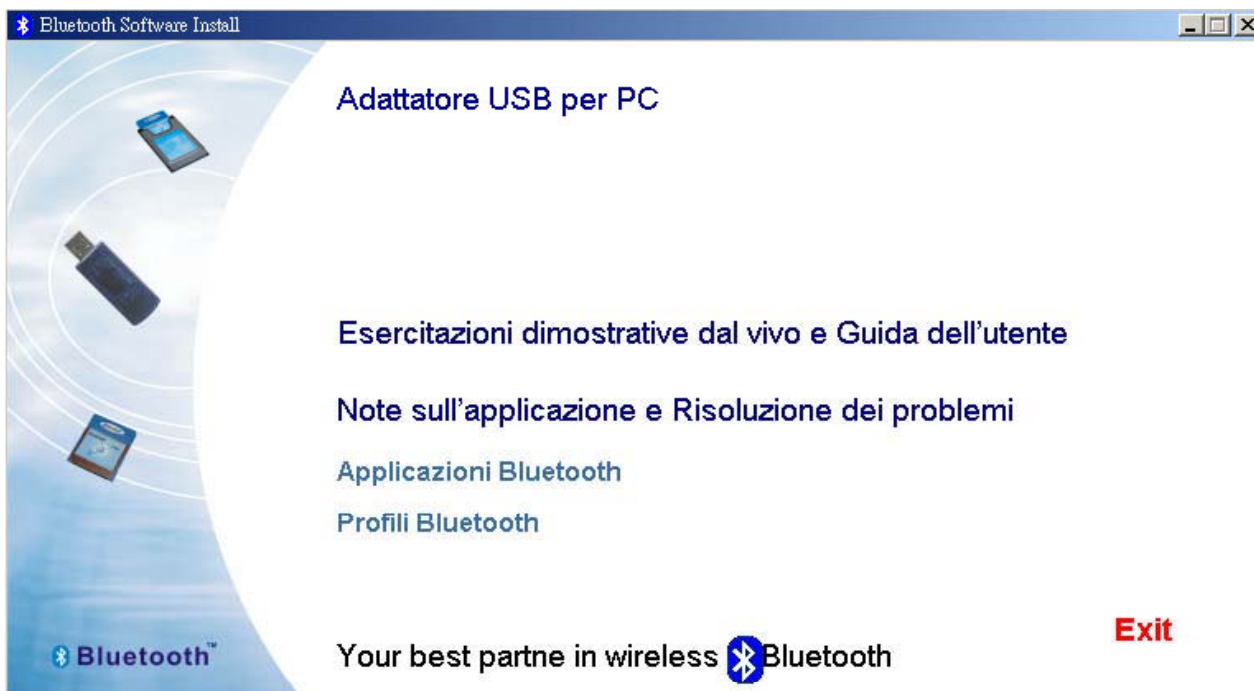 Bluetooth Software Install
Adattatore USB per PC
Esercitazioni dimostrative dal vivo e Guida dell'utente
Note sull'applicazione e Risoluzione dei problemi
Applicazioni Bluetooth
Profili Bluetooth
Exit
Bluetooth™
Your best partne in wireless Bluetooth